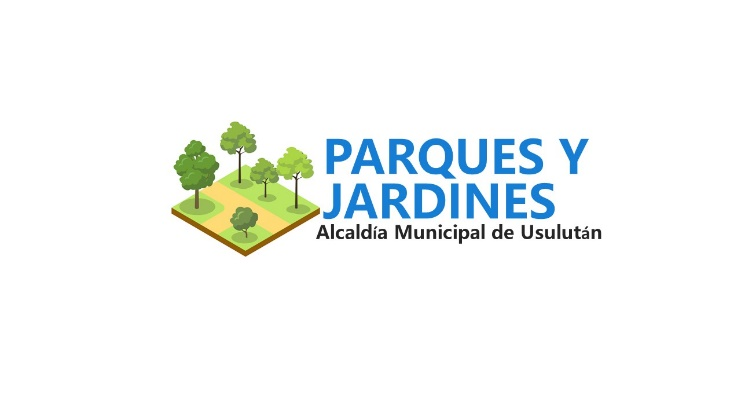 PARQUES Y
JARDINES
Alcaldía Municipal de Usulután